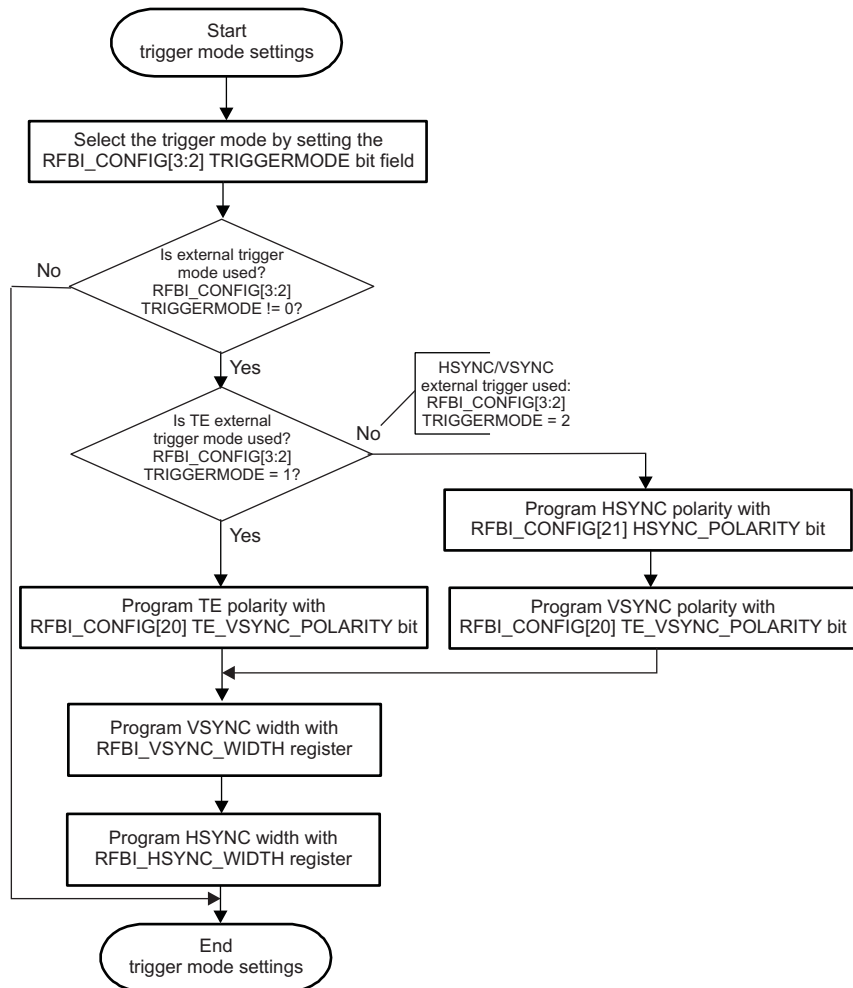 Start
trigger mode settings
Select the trigger mode by setting the
RFBI_CONFIG[3:2] TRIGGERMODE bit field
Is external trigger
mode used?
RFBI_CONFIG[3:2]
TRIGGERMODE != 0?
No
Yes
HSYNC/VSYNC
external trigger used:
RFBI_CONFIG[3:2]
TRIGGERMODE = 2
Is TE external
trigger mode used?
RFBI_CONFIG[3:2]
TRIGGERMODE = 1?
No
Yes
Program HSYNC polarity with
RFBI_CONFIG[21] HSYNC_POLARITY bit
Program TE polarity with
RFBI_CONFIG[20] TE_VSYNC_POLARITY bit
Program VSYNC polarity with
RFBI_CONFIG[20] TE_VSYNC_POLARITY bit
Program VSYNC width with
RFBI_VSYNC_WIDTH register
Program HSYNC width with
RFBI_HSYNC_WIDTH register
End
trigger mode settings